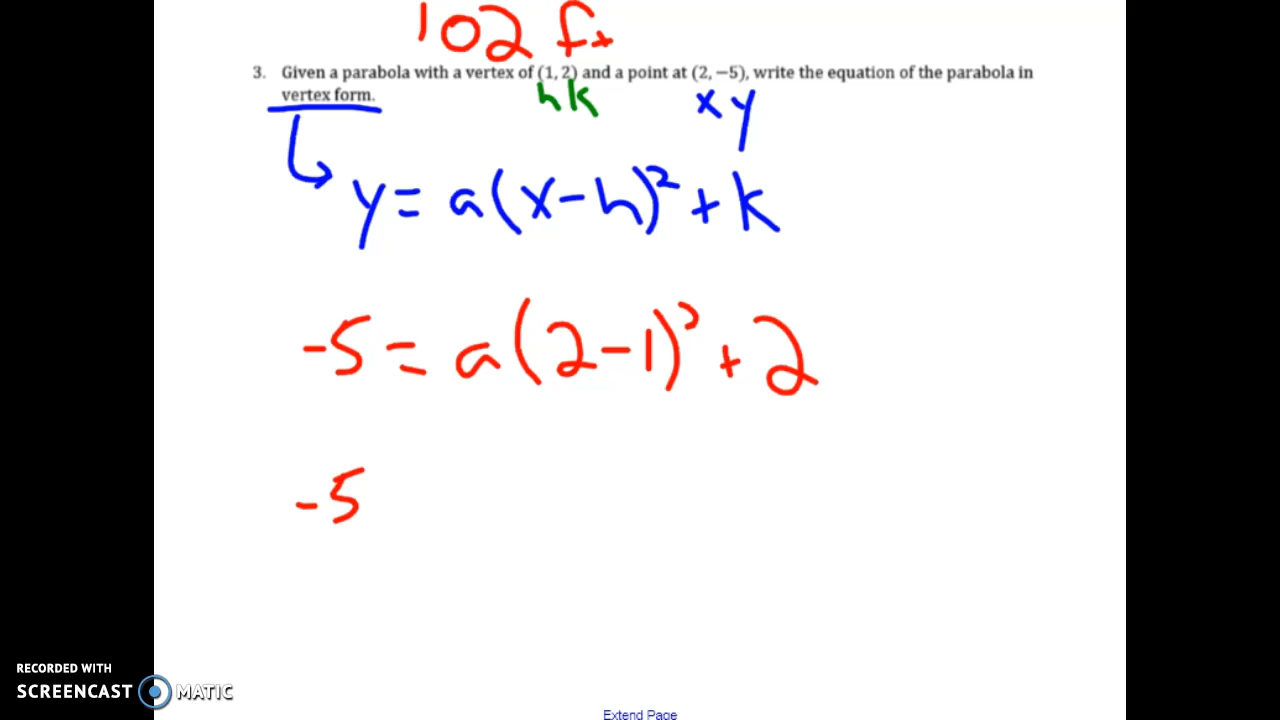 102 ft
3. Given a parabola with a vertex of (1, 2) and a point at (2, −5), write the equation of the parabola in
vertex form.
h k x y
y = a(x-h)² + k
-5 = a(2-1)² + 2
-5
RECORDED WITH
SCREENCAST MATIC
Extend Page